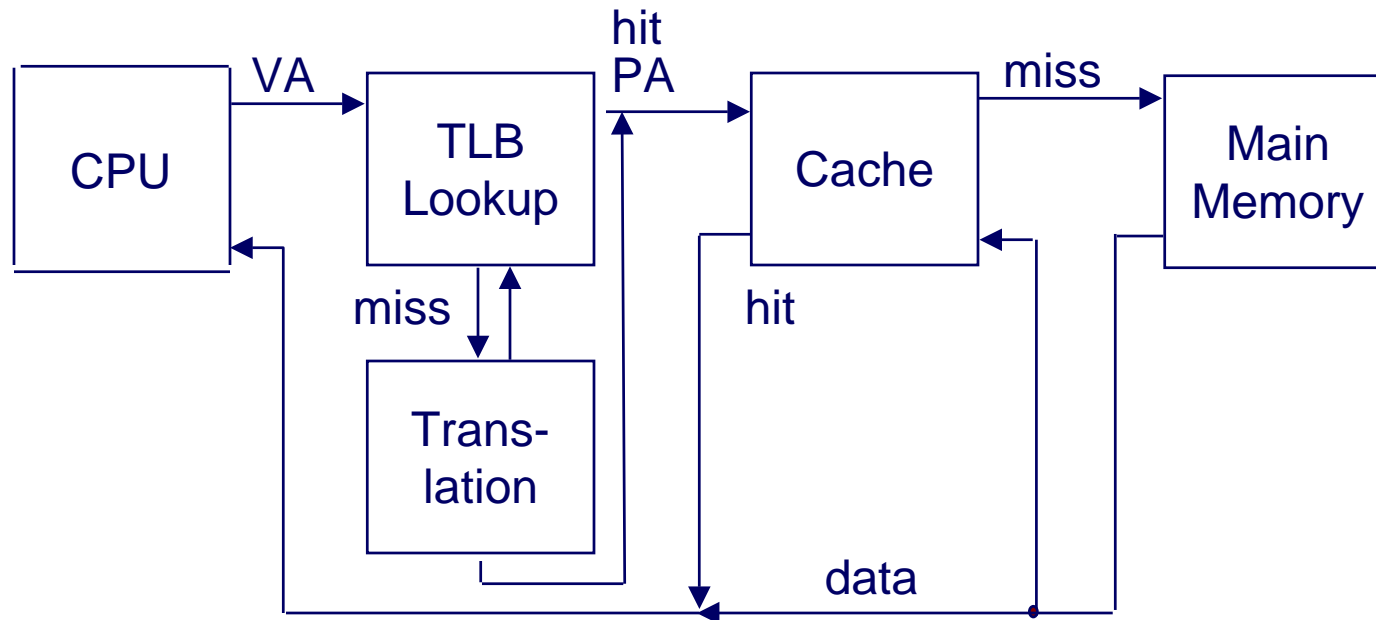 hit
VA
PA
miss
CPU
TLB
Lookup
Cache
Main
Memory
miss
hit
Trans-
lation
data